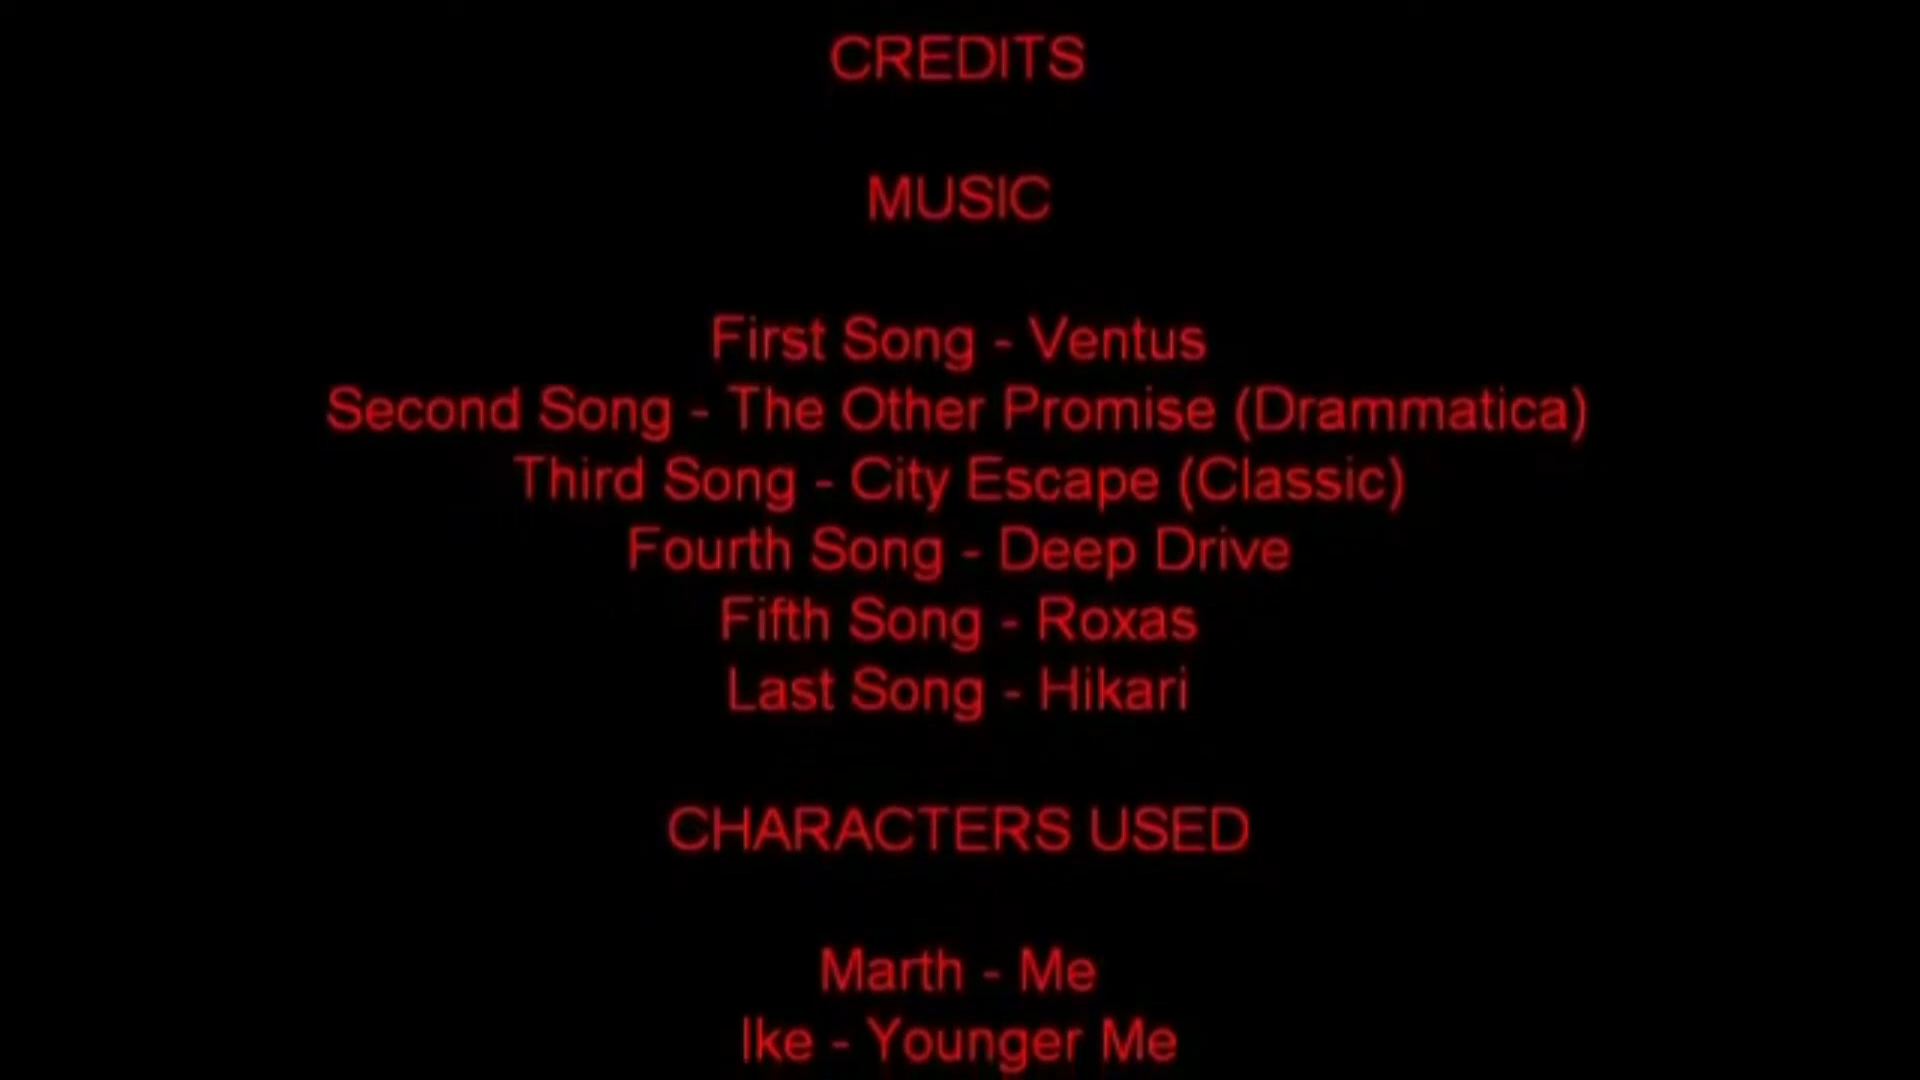 CREDITS
MUSIC
First Song - Ventus
Second Song - The Other Promise (Drammatica)
Third Song - City Escape (Classic)
Fourth Song - Deep Drive
Fifth Song - Roxas
Last Song - Hikari
CHARACTERS USED
Marth - Me
Ike - Younger Me